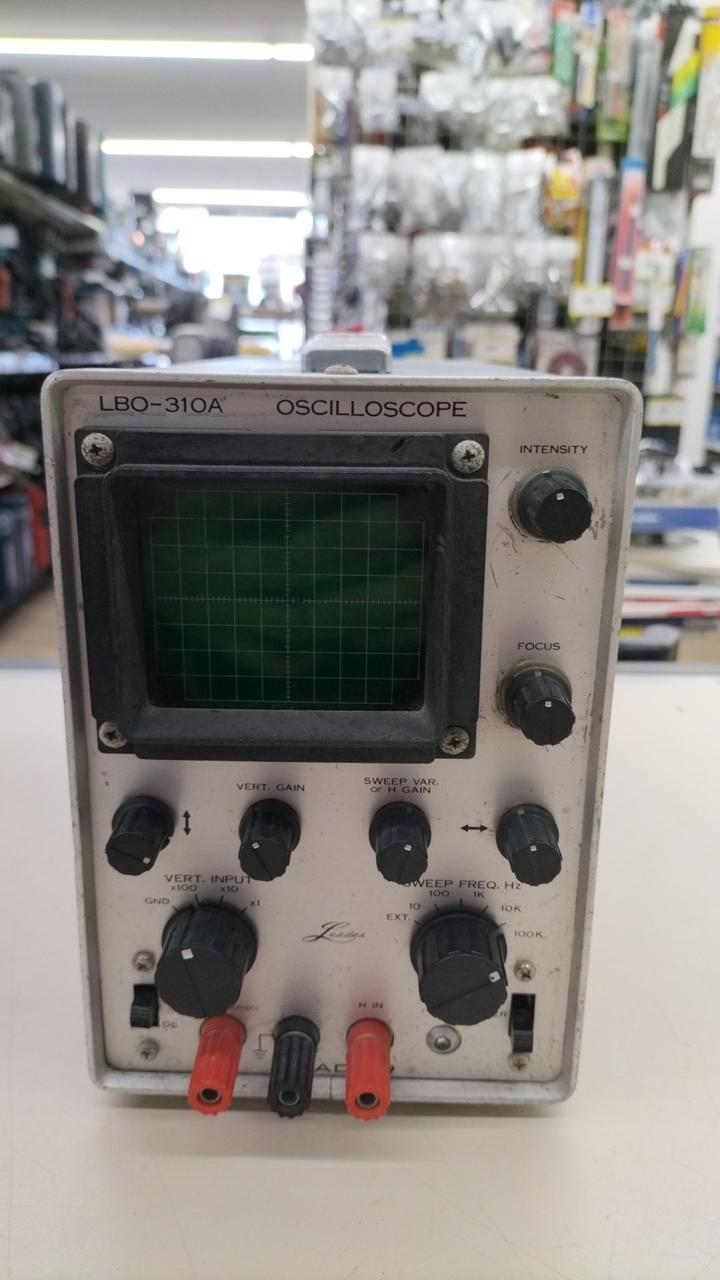 LBO-310A OSCILLOSCOPE
INTENSITY
FOCUS
VERT. GAIN
SWEEP VAR.
or H GAIN
VERT. INPUT
GND x100 x10 x1
SWEEP FREQ. Hz
EXT. 10 100 1K 10K 100K
Leader
DC
H IN